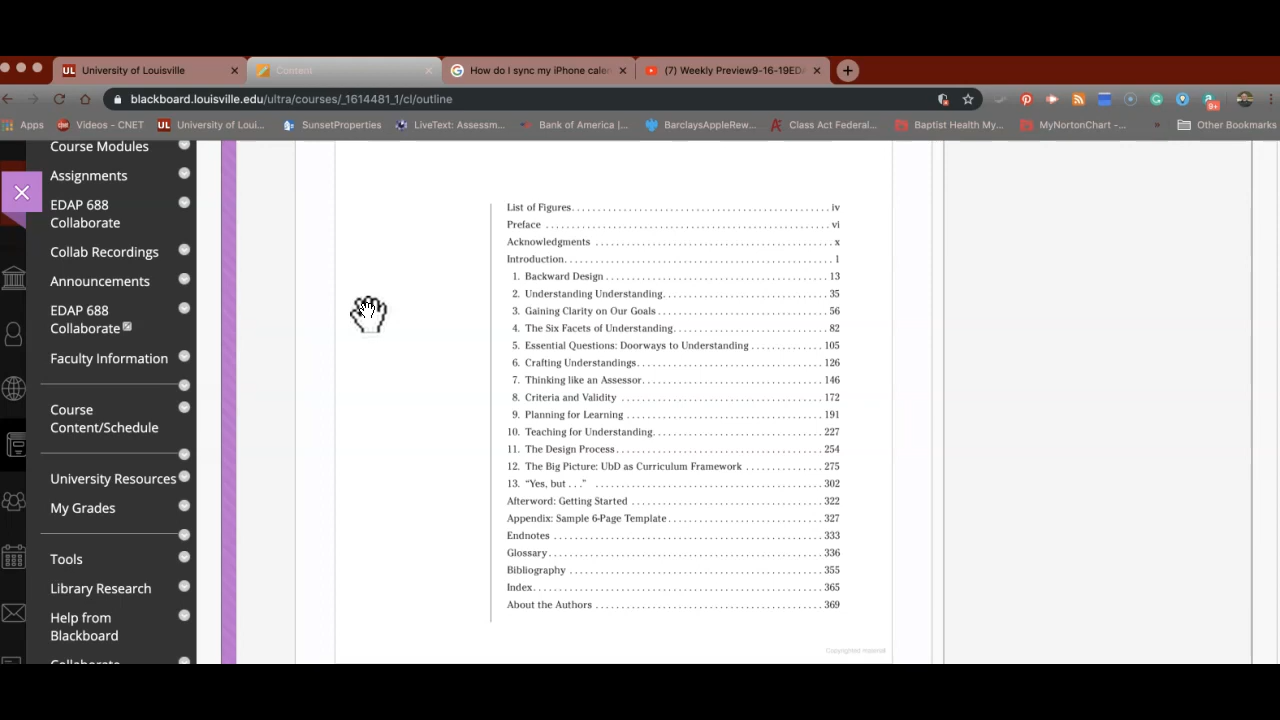 University of Louisville
Content
How do I sync my iPhone cale
(7) Weekly Preview9-16-19EDA
blackboard.louisville.edu/ultra/courses/_1614481_1/cl/outline
9+
Apps
Videos - CNET
University of Loui...
SunsetProperties
LiveText: Assessm...
Bank of America |...
BarclaysAppleRew...
Class Act Federal...
Baptist Health My...
MyNortonChart -...
»
Other Bookmarks
Course Modules
Assignments
EDAP 688
Collaborate
Collab Recordings
Announcements
EDAP 688
Collaborate
Faculty Information
Course
Content/Schedule
University Resources
My Grades
Tools
Library Research
Help from
Blackboard
Collaborate
List of Figures. . . . . . . . . . . . . . . . . . . . iv
Preface . . . . . . . . . . . . . . . . . . . . vi
Acknowledgments . . . . . . . . . . . . . . . . . . . . x
Introduction. . . . . . . . . . . . . . . . . . . . 1
1. Backward Design . . . . . . . . . . . . . . . . . . . . 13
2. Understanding Understanding. . . . . . . . . . . . . . . . . . . . 35
3. Gaining Clarity on Our Goals . . . . . . . . . . . . . . . . . . . . 56
4. The Six Facets of Understanding. . . . . . . . . . . . . . . . . . . . 82
5. Essential Questions: Doorways to Understanding . . . . . . . . . . . . 105
6. Crafting Understandings. . . . . . . . . . . . . . . . . . . . 126
7. Thinking like an Assessor. . . . . . . . . . . . . . . . . . . . 146
8. Criteria and Validity . . . . . . . . . . . . . . . . . . . . 172
9. Planning for Learning . . . . . . . . . . . . . . . . . . . . 191
10. Teaching for Understanding. . . . . . . . . . . . . . . . . . . . 227
11. The Design Process. . . . . . . . . . . . . . . . . . . . 254
12. The Big Picture: UbD as Curriculum Framework . . . . . . . . . . . . 275
13. “Yes, but . . .” . . . . . . . . . . . . . . . . . . . . 302
Afterword: Getting Started . . . . . . . . . . . . . . . . . . . . 322
Appendix: Sample 6-Page Template. . . . . . . . . . . . . . . . . . . . 327
Endnotes . . . . . . . . . . . . . . . . . . . . 333
Glossary. . . . . . . . . . . . . . . . . . . . 336
Bibliography . . . . . . . . . . . . . . . . . . . . 355
Index. . . . . . . . . . . . . . . . . . . . 365
About the Authors . . . . . . . . . . . . . . . . . . . . 369
Copyrighted material